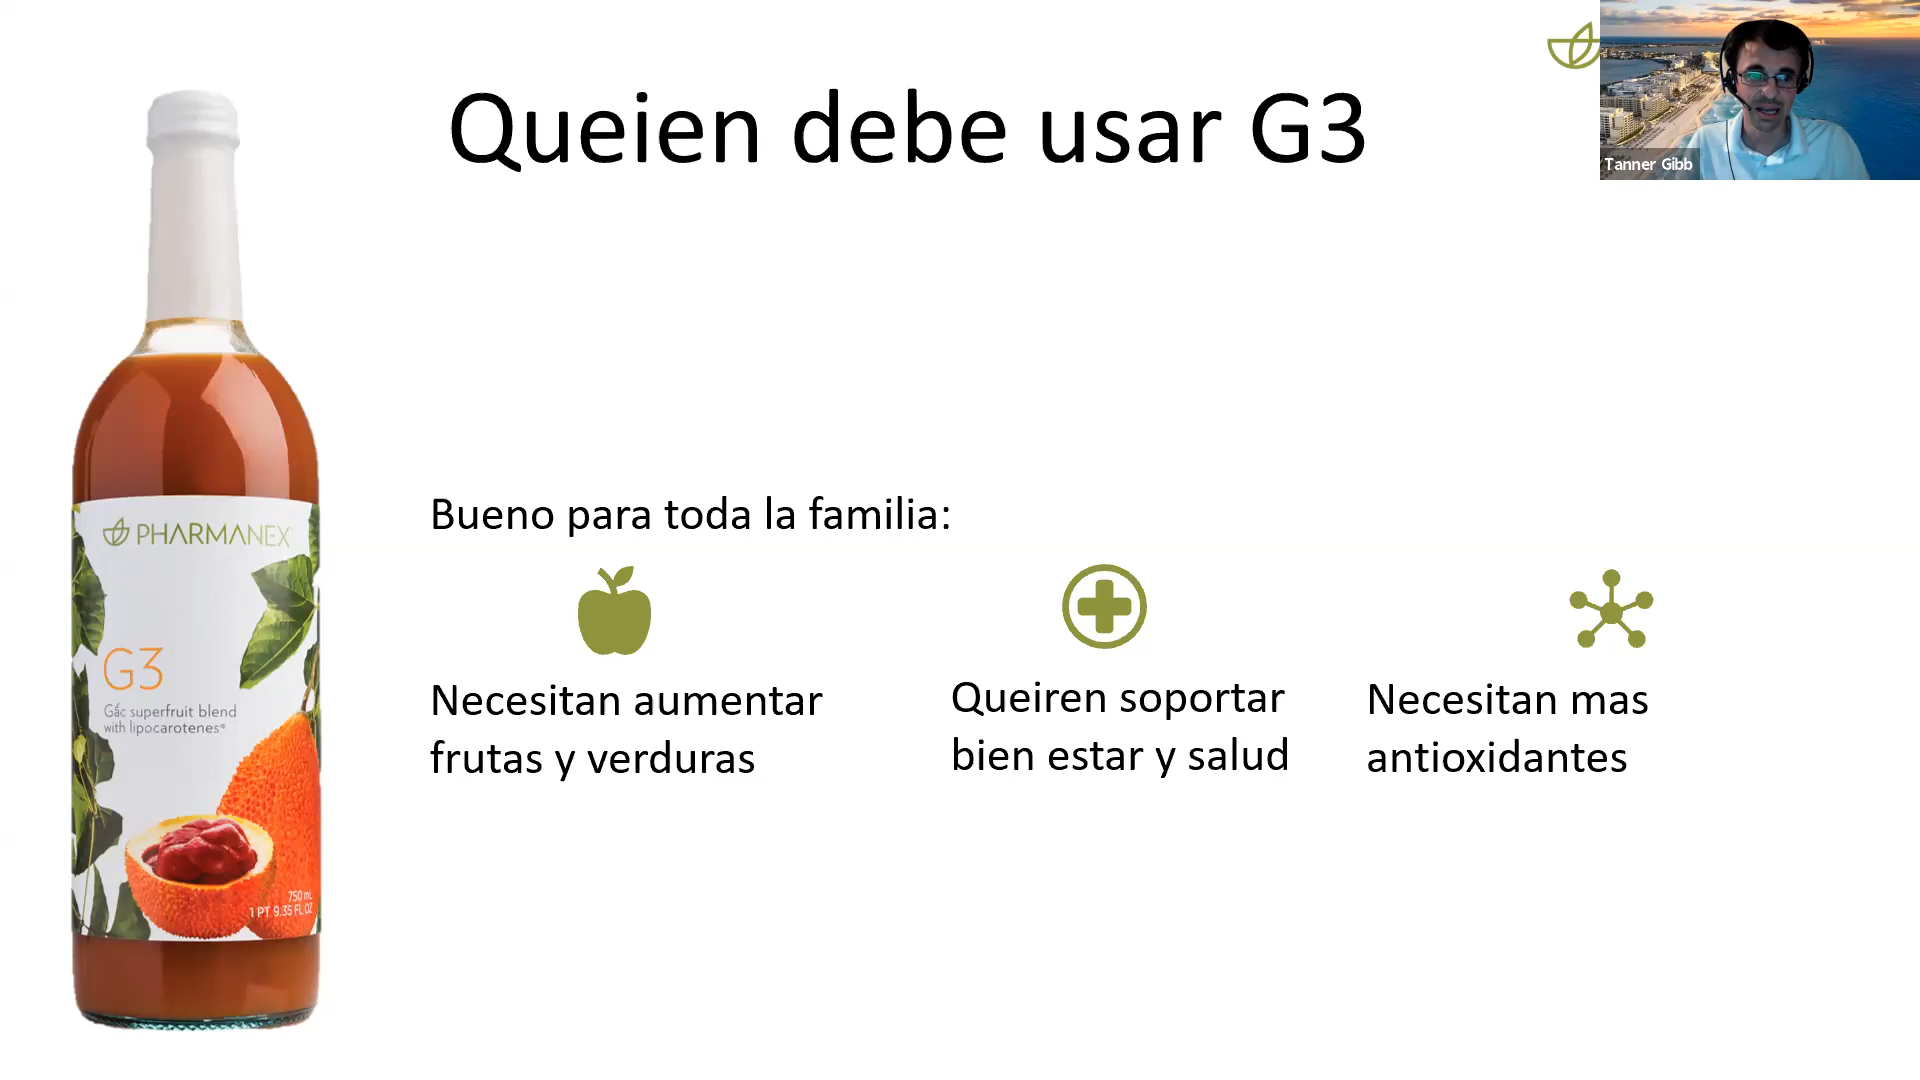 Queien debe usar G3
Tanner Gibb
Bueno para toda la familia:
Necesitan aumentar
frutas y verduras
Queiren soportar
bien estar y salud
Necesitan mas
antioxidantes
PHARMANEX
G3
Gấc superfruit blend
with lipocarotenes®
750 mL
1 PT 9.35 FL OZ